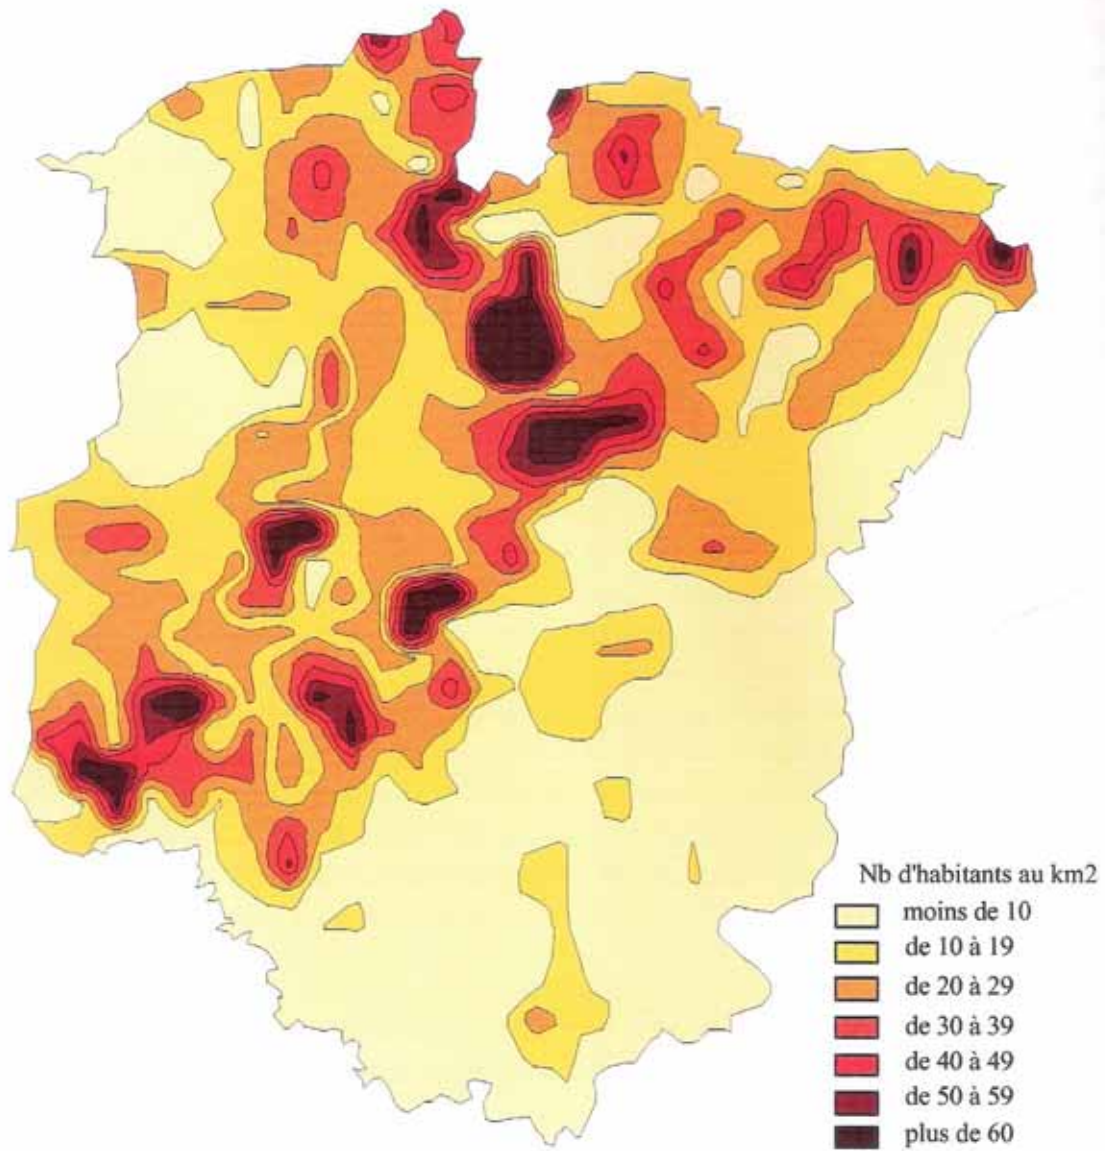 Nb d'habitants au km2
moins de 10
de 10 à 19
de 20 à 29
de 30 à 39
de 40 à 49
de 50 à 59
plus de 60